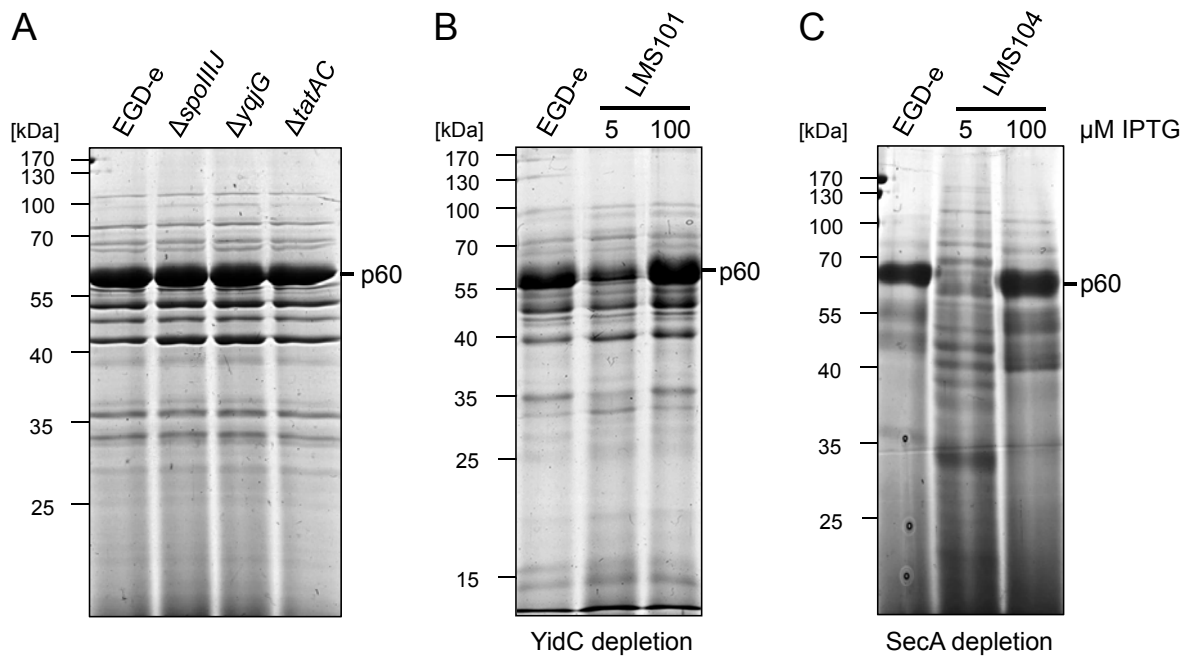 A
EGD-e
ΔspoIIIJ
ΔyqjG
ΔtatAC
[kDa]
170
130
100
70
55
40
35
25
p60
B
EGD-e
LMS101
5 100
[kDa]
170
130
100
70
55
40
35
25
15
p60
YidC depletion
C
EGD-e
LMS104
5 100 µM IPTG
[kDa]
170
130
100
70
55
40
35
25
p60
SecA depletion